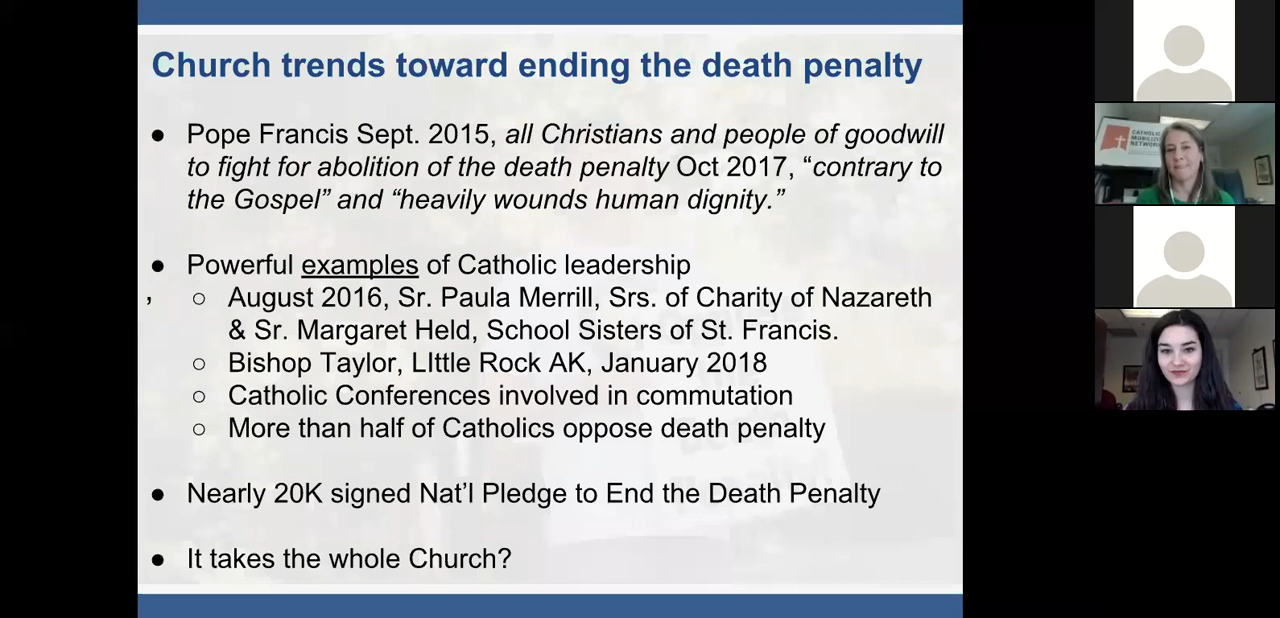 Church trends toward ending the death penalty
● Pope Francis Sept. 2015, all Christians and people of goodwill
to fight for abolition of the death penalty Oct 2017, “contrary to
the Gospel” and “heavily wounds human dignity.”
● Powerful examples of Catholic leadership
, ○ August 2016, Sr. Paula Merrill, Srs. of Charity of Nazareth
& Sr. Margaret Held, School Sisters of St. Francis.
○ Bishop Taylor, LIttle Rock AK, January 2018
○ Catholic Conferences involved in commutation
○ More than half of Catholics oppose death penalty
● Nearly 20K signed Nat’l Pledge to End the Death Penalty
● It takes the whole Church?
CATHOLIC
MOBILIZING
NETWORK